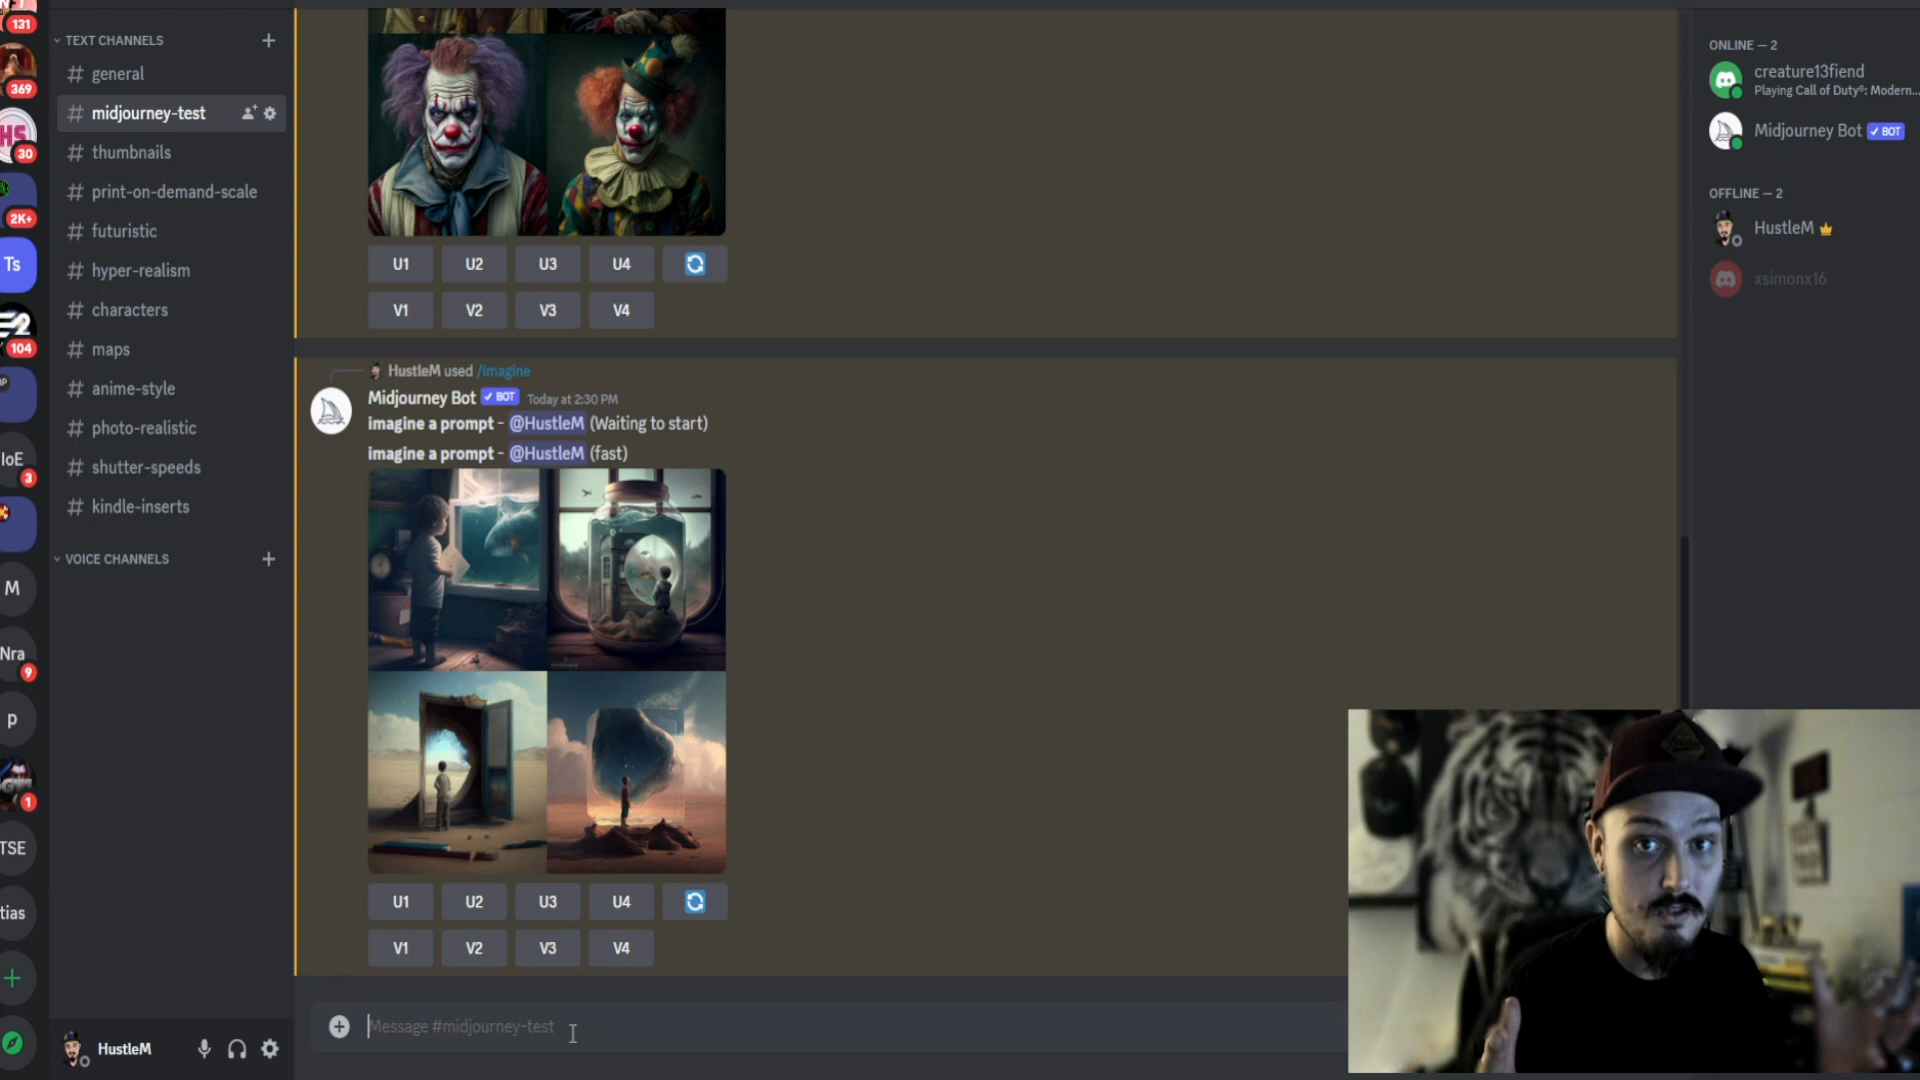 131
369
HS
30
2K+
Ts
104
IoE
3
M
Nra
9
p
1
TSE
tias
TEXT CHANNELS
general
midjourney-test
thumbnails
print-on-demand-scale
futuristic
hyper-realism
characters
maps
anime-style
photo-realistic
shutter-speeds
kindle-inserts
VOICE CHANNELS
HustleM
U1 U2 U3 U4
V1 V2 V3 V4
HustleM used /imagine
Midjourney Bot ✓ BOT Today at 2:30 PM
imagine a prompt - @HustleM (Waiting to start)
imagine a prompt - @HustleM (fast)
U1 U2 U3 U4
V1 V2 V3 V4
Message #midjourney-test
ONLINE — 2
creature13fiend
Playing Call of Duty®: Modern...
Midjourney Bot ✓ BOT
OFFLINE — 2
HustleM
xsimonx16